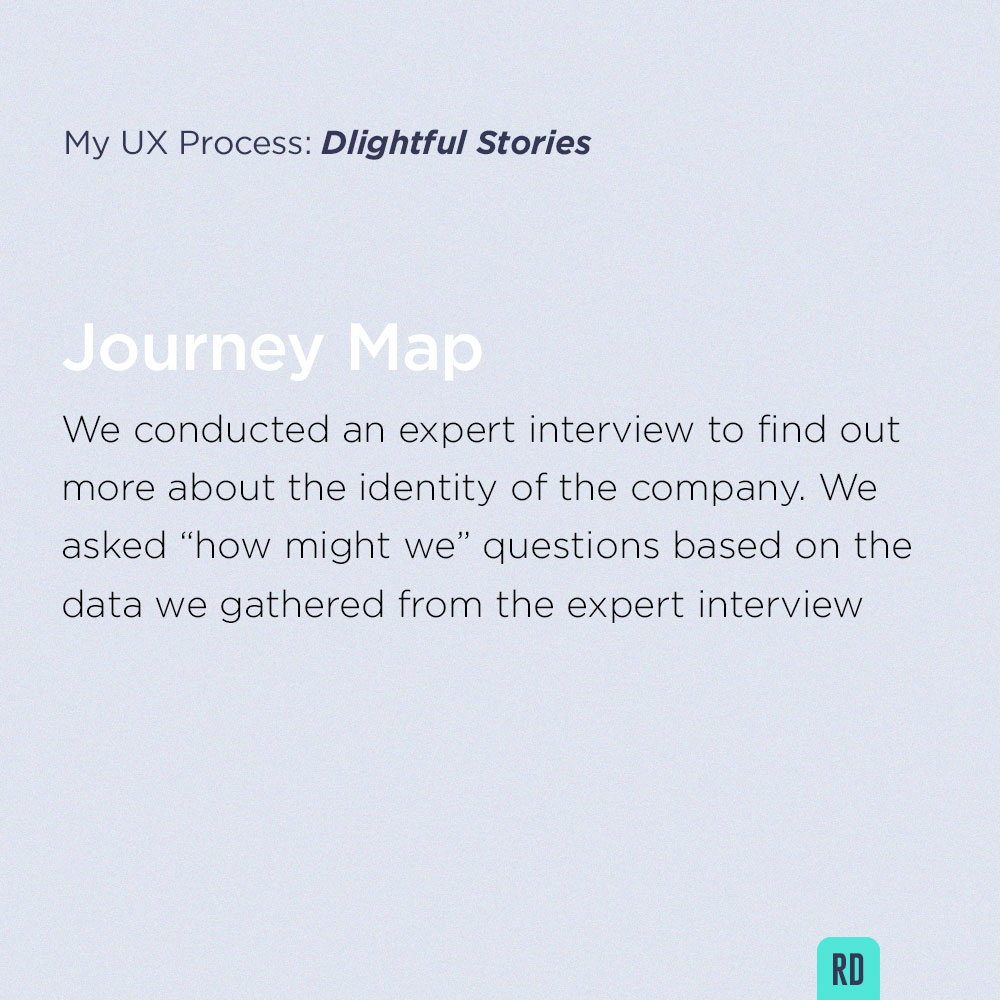 My UX Process: Dlightful Stories
Journey Map
We conducted an expert interview to find out
more about the identity of the company. We
asked “how might we” questions based on the
data we gathered from the expert interview
RD